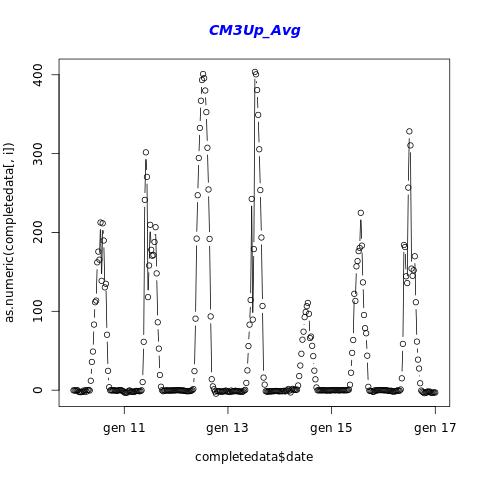 CM3Up_Avg
as.numeric(completedata[, i])
400
300
200
100
0
gen 11
gen 13
gen 15
gen 17
completedata$date